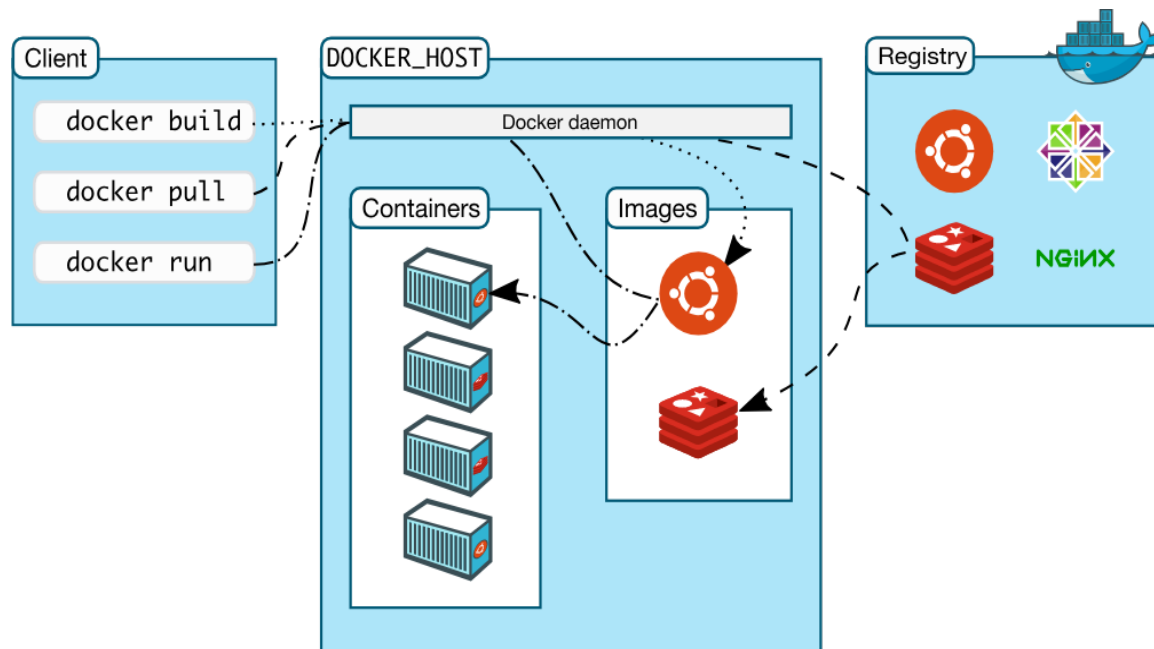 Client
docker build
docker pull
docker run
DOCKER_HOST
Docker daemon
Containers
Images
Registry
NGiNX